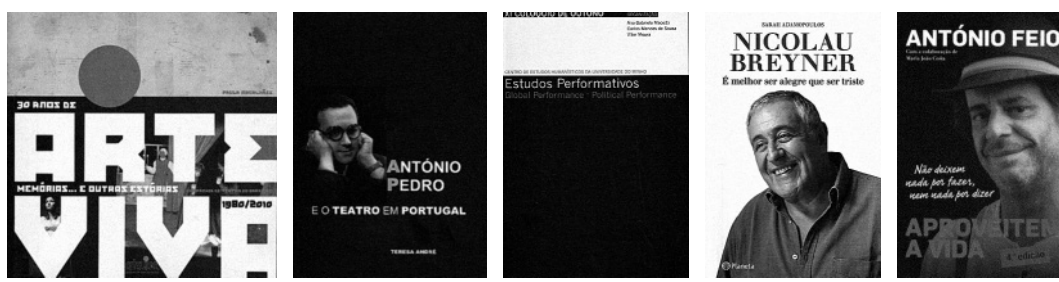 30 ANOS DE
ARTE
MEMÓRIAS... E OUTRAS ESTÓRIAS
1980/2010
VIVA
ANTÓNIO
PEDRO
E O TEATRO EM PORTUGAL
TERESA ANDRÉ
XI COLÓQUIO DE OUTONO
Ana Gabriela Macedo
Carlos Mendes de Sousa
Vítor Moura
CENTRO DE ESTUDOS HUMANÍSTICOS DA UNIVERSIDADE DO MINHO
Estudos Performativos
Global Performance · Political Performance
SARAH ADAMOPOULOS
NICOLAU
BREYNER
É melhor ser alegre que ser triste
Planeta
ANTÓNIO FEIO
Com a colaboração de
Maria João Costa
Não deixem
nada por fazer,
nem nada por dizer
APROVEITEM
A VIDA
4.ª edição